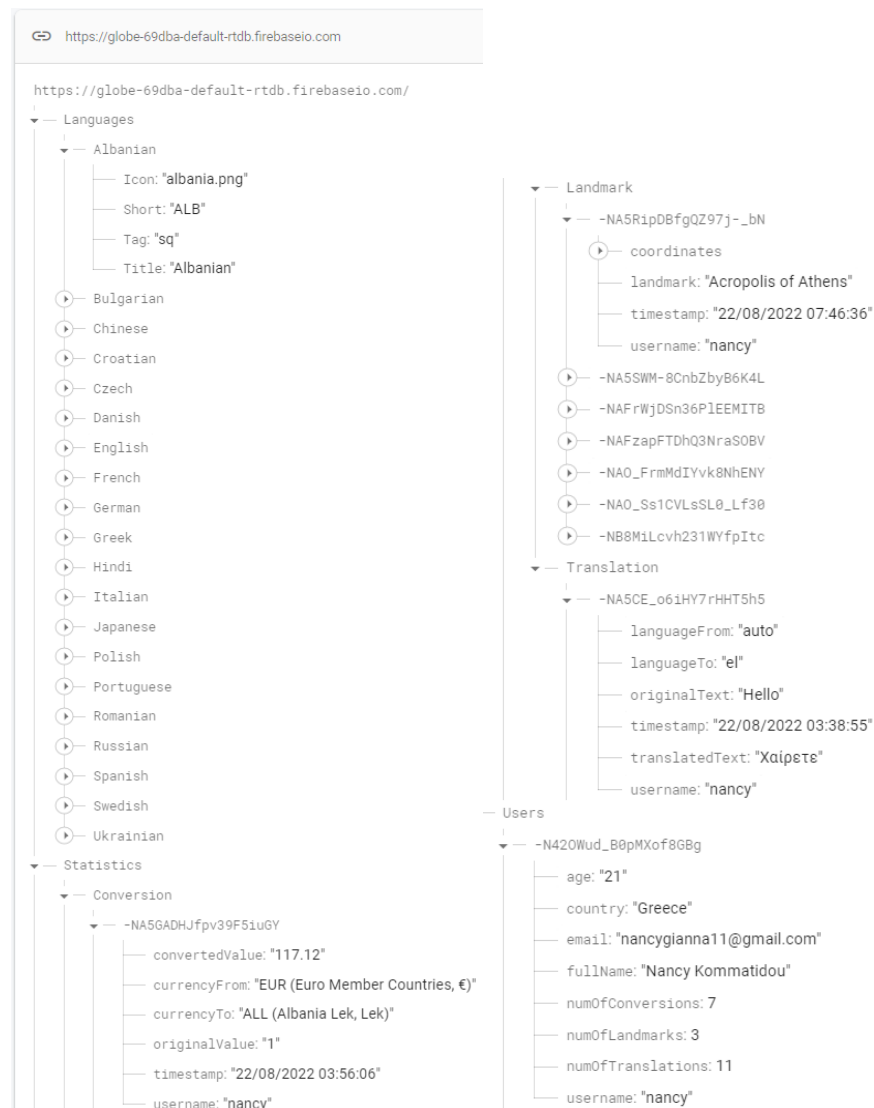 https://globe-69dba-default-rtdb.firebaseio.com
https://globe-69dba-default-rtdb.firebaseio.com/
Languages
Albanian
Icon: "albania.png"
Short: "ALB"
Tag: "sq"
Title: "Albanian"
Bulgarian
Chinese
Croatian
Czech
Danish
English
French
German
Greek
Hindi
Italian
Japanese
Polish
Portuguese
Romanian
Russian
Spanish
Swedish
Ukrainian
Statistics
Conversion
-NA5GADHJfpv39F5iuGY
convertedValue: "117.12"
currencyFrom: "EUR (Euro Member Countries, €)"
currencyTo: "ALL (Albania Lek, Lek)"
originalValue: "1"
timestamp: "22/08/2022 03:56:06"
username: "nancy"
Landmark
-NA5RipDBfgQZ97j-_bN
coordinates
landmark: "Acropolis of Athens"
timestamp: "22/08/2022 07:46:36"
username: "nancy"
-NA5SWM-8CnbZbyB6K4L
-NAFrWjDSn36PlEEMITB
-NAFzapFTDhQ3NraSOBV
-NAO_FrmMdIYvk8NhENY
-NAO_Ss1CVLsSL0_Lf30
-NB8MiLcvh231WYfpItc
Translation
-NA5CE_o6iHY7rHHT5h5
languageFrom: "auto"
languageTo: "el"
originalText: "Hello"
timestamp: "22/08/2022 03:38:55"
translatedText: "Χαίρετε"
username: "nancy"
Users
-N42OWud_B0pMXof8GBg
age: "21"
country: "Greece"
email: "nancygianna11@gmail.com"
fullName: "Nancy Kommatidou"
numOfConversions: 7
numOfLandmarks: 3
numOfTranslations: 11
username: "nancy"